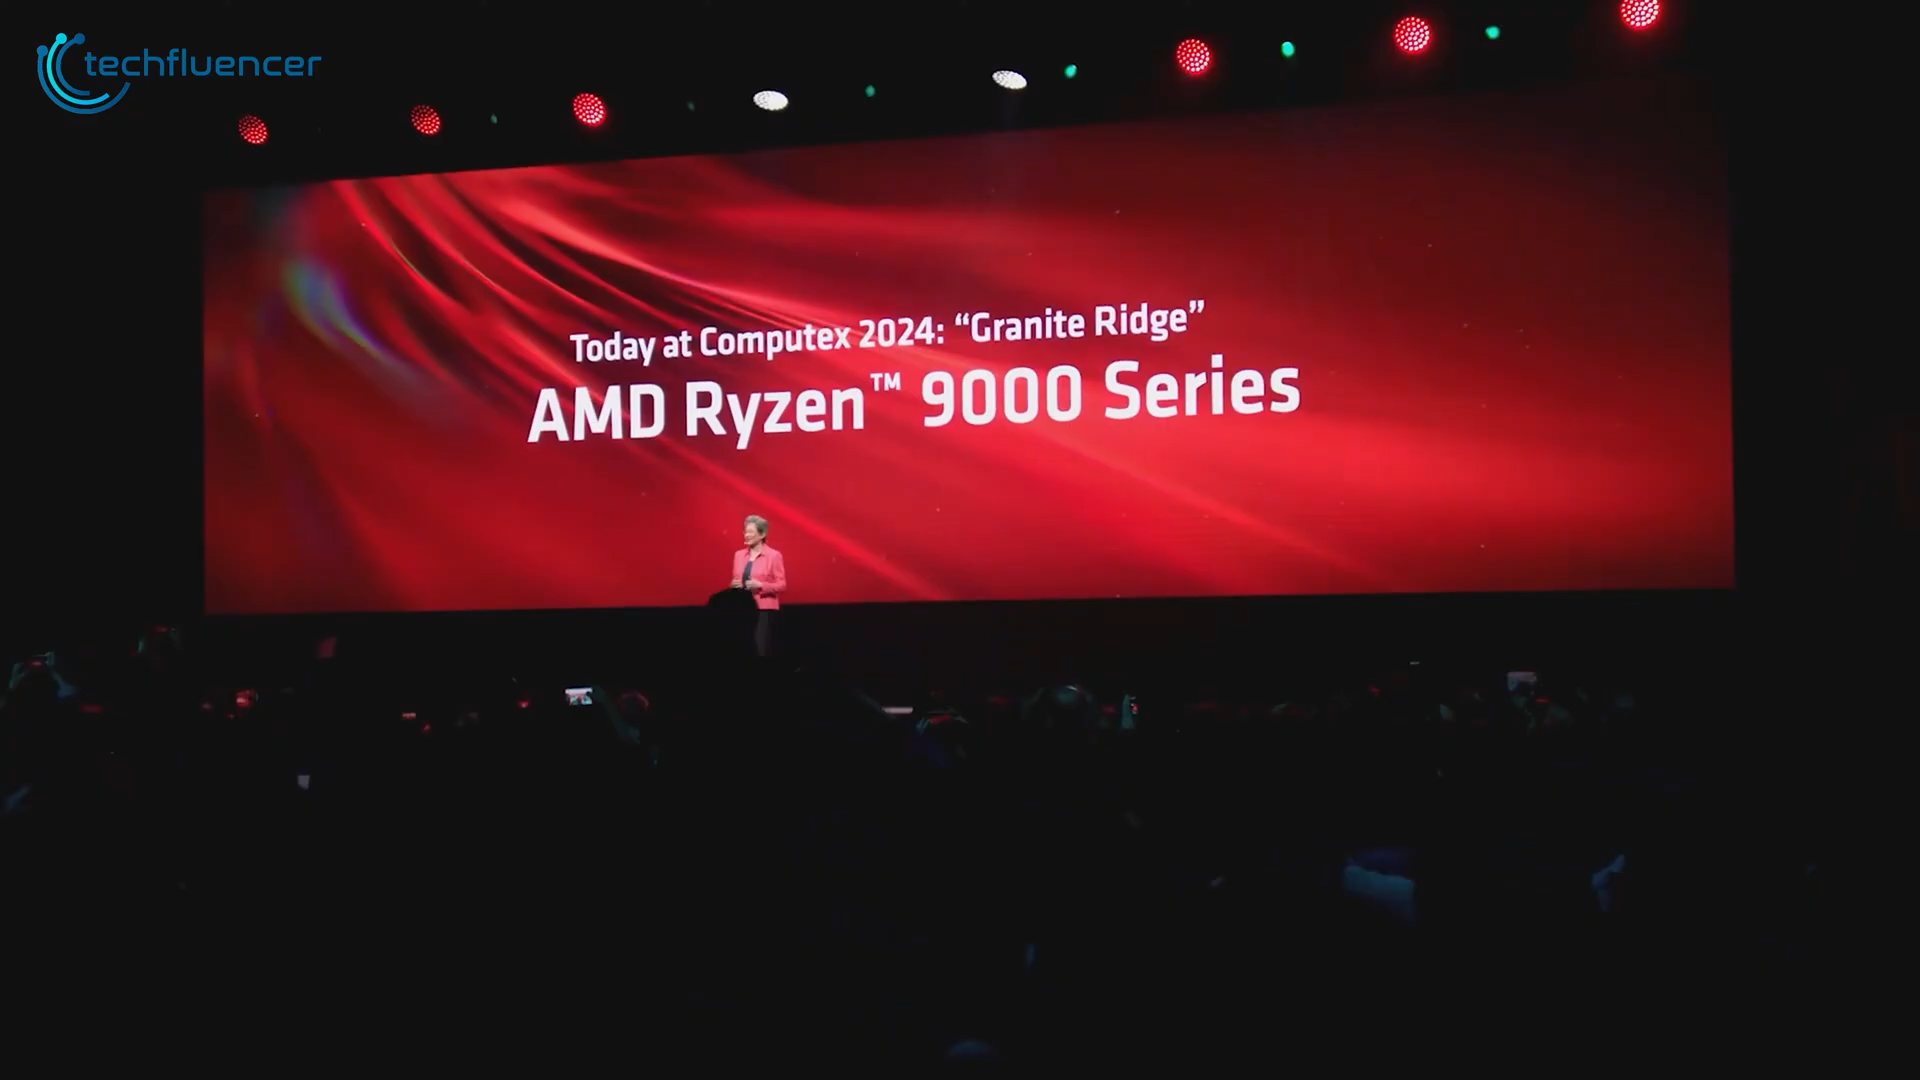 techfluencer
Today at Computex 2024: “Granite Ridge”
AMD Ryzen™ 9000 Series